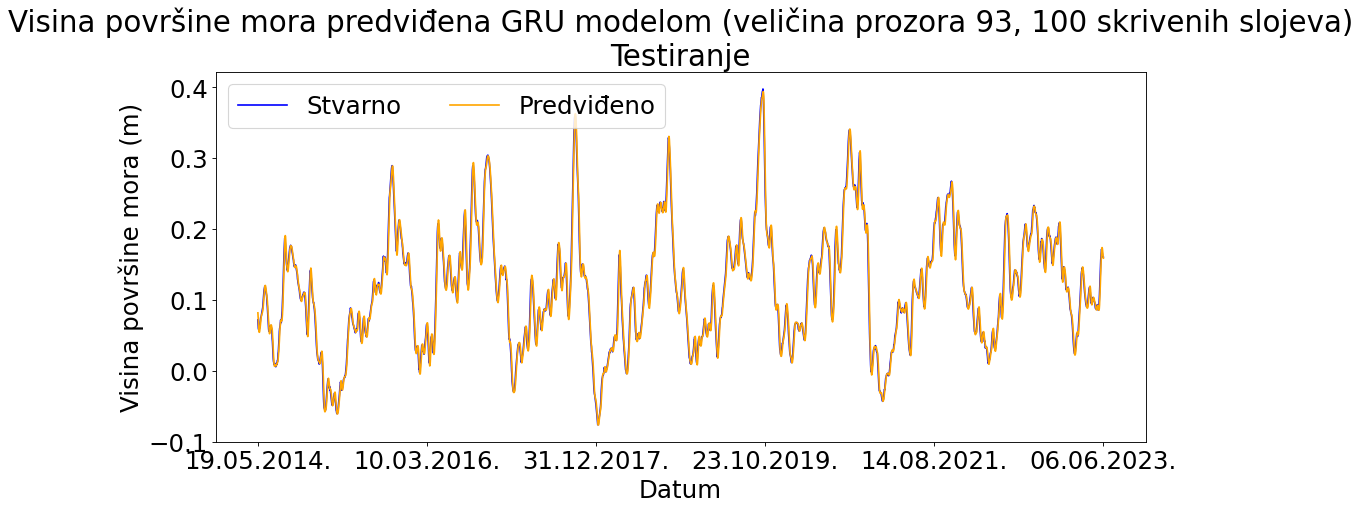 Visina površine mora predviđena GRU modelom (veličina prozora 93, 100 skrivenih slojeva)
Testiranje
Stvarno
Predviđeno
Visina površine mora (m)
0.4
0.3
0.2
0.1
0.0
−0.1
19.05.2014.
10.03.2016.
31.12.2017.
23.10.2019.
14.08.2021.
06.06.2023.
Datum